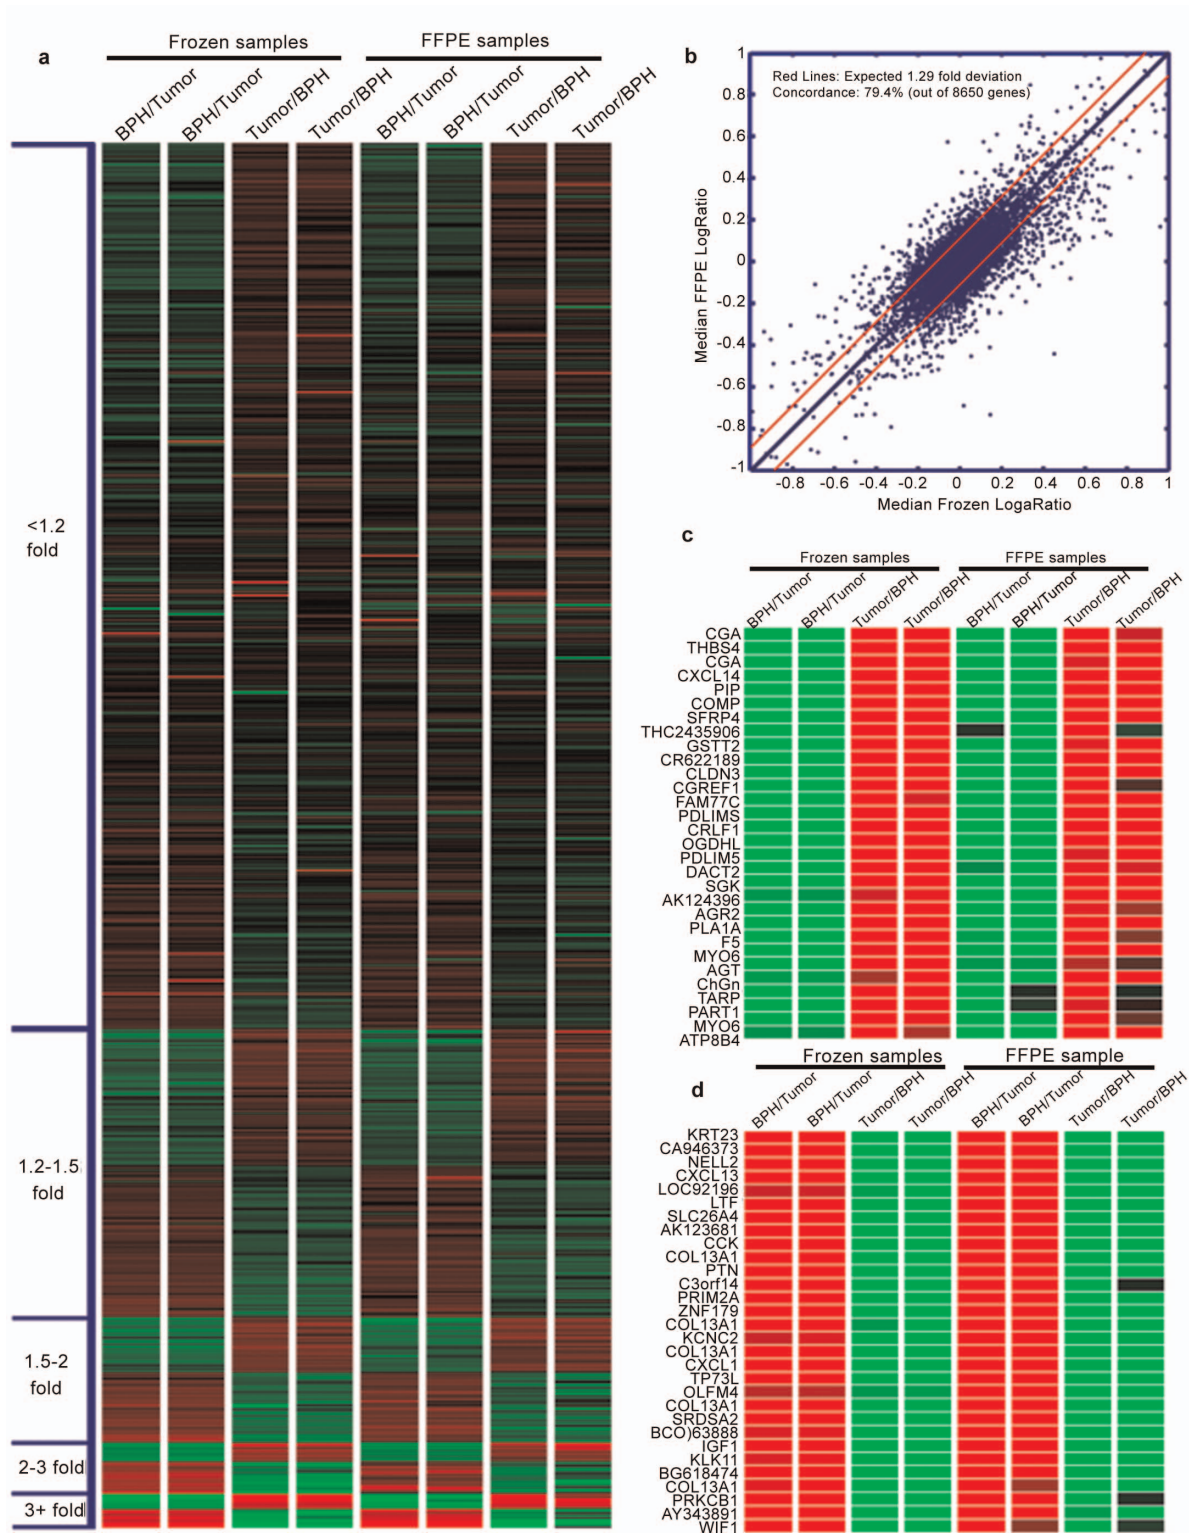 a
Frozen samples
FFPE samples
BPH/Tumor
BPH/Tumor
Tumor/BPH
Tumor/BPH
BPH/Tumor
BPH/Tumor
Tumor/BPH
Tumor/BPH
<1.2
fold
1.2-1.5
fold
1.5-2
fold
2-3 fold
3+ fold
b
Red Lines: Expected 1.29 fold deviation
Concordance: 79.4% (out of 8650 genes)
Median FFPE LogRatio
1
0.8
0.6
0.4
0.2
0
-0.2
-0.4
-0.6
-0.8
-1
-0.8
-0.6
-0.4
-0.2
0
0.2
0.4
0.6
0.8
1
Median Frozen LogaRatio
c
Frozen samples
FFPE samples
BPH/Tumor
BPH/Tumor
Tumor/BPH
Tumor/BPH
BPH/Tumor
BPH/Tumor
Tumor/BPH
Tumor/BPH
CGA
THBS4
CGA
CXCL14
PIP
COMP
SFRP4
THC2435906
GSTT2
CR622189
CLDN3
CGREF1
FAM77C
PDLIMS
CRLF1
OGDHL
PDLIM5
DACT2
SGK
AK124396
AGR2
PLA1A
F5
MYO6
AGT
ChGn
TARP
PART1
MYO6
ATP8B4
d
Frozen samples
FFPE sample
BPH/Tumor
BPH/Tumor
Tumor/BPH
Tumor/BPH
BPH/Tumor
BPH/Tumor
Tumor/BPH
Tumor/BPH
KRT23
CA946373
NELL2
CXCL13
LOC92196
LTF
SLC26A4
AK123681
CCK
COL13A1
PTN
C3orf14
PRIM2A
ZNF179
COL13A1
KCNC2
COL13A1
CXCL1
TP73L
OLFM4
COL13A1
SRDSA2
BCO)63888
IGF1
KLK11
BG618474
COL13A1
PRKCB1
AY343891
WIF1